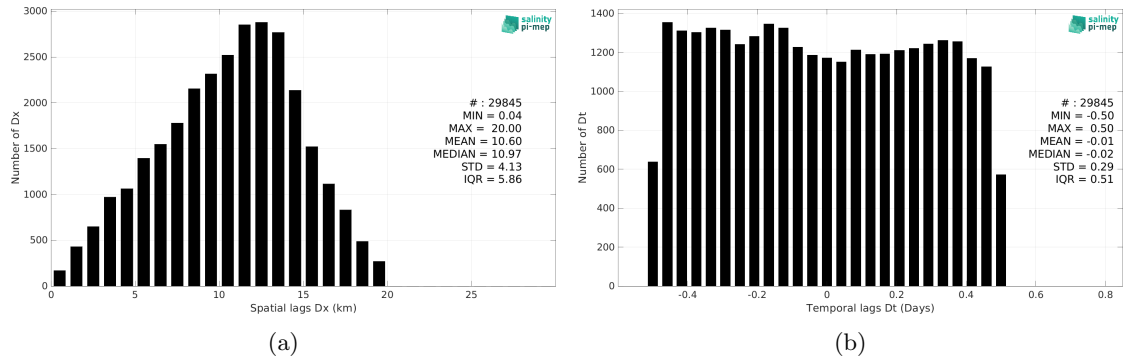 3000
2500
2000
1500
1000
500
0
Number of Dx
0 5 10 15 20 25
Spatial lags Dx (km)
salinity
pi-mep
# : 29845
MIN = 0.04
MAX = 20.00
MEAN = 10.60
MEDIAN = 10.97
STD = 4.13
IQR = 5.86
(a)
1400
1200
1000
800
600
400
200
0
Number of Dt
-0.4 -0.2 0 0.2 0.4 0.6 0.8
Temporal lags Dt (Days)
salinity
pi-mep
# : 29845
MIN = -0.50
MAX = 0.50
MEAN = -0.01
MEDIAN = -0.02
STD = 0.29
IQR = 0.51
(b)